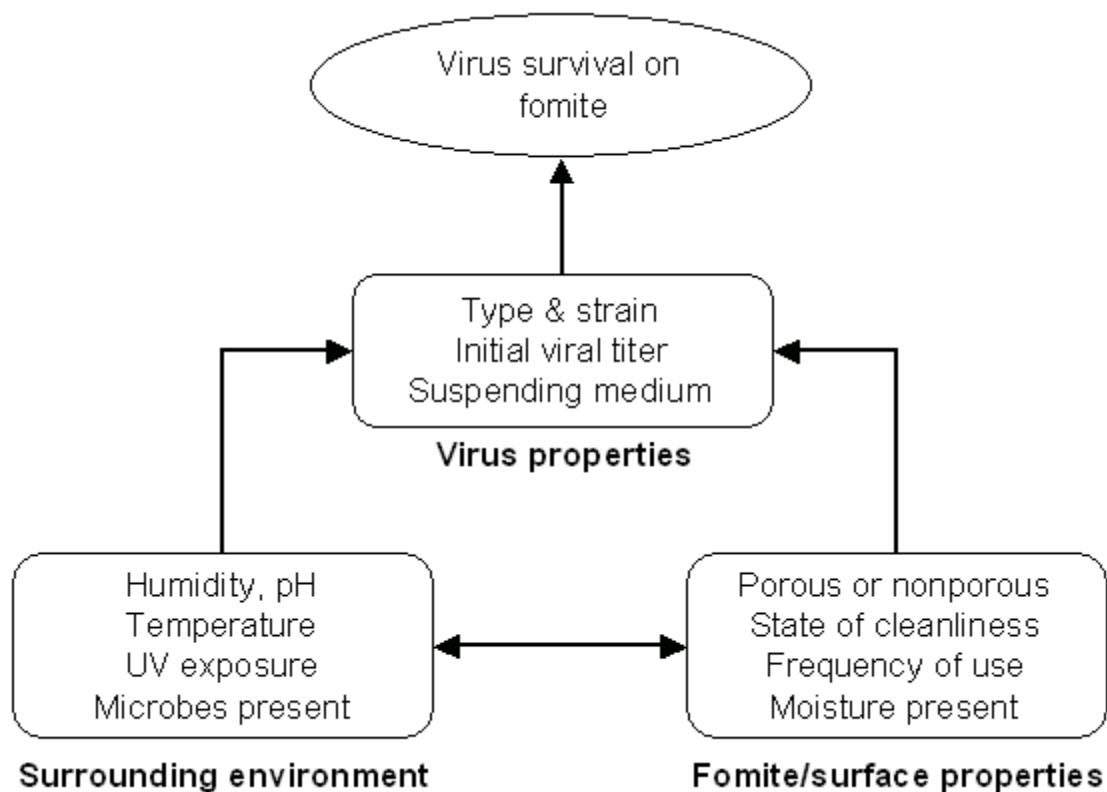 Virus survival on
fomite
Type & strain
Initial viral titer
Suspending medium
Virus properties
Humidity, pH
Temperature
UV exposure
Microbes present
Surrounding environment
Porous or nonporous
State of cleanliness
Frequency of use
Moisture present
Fomite/surface properties